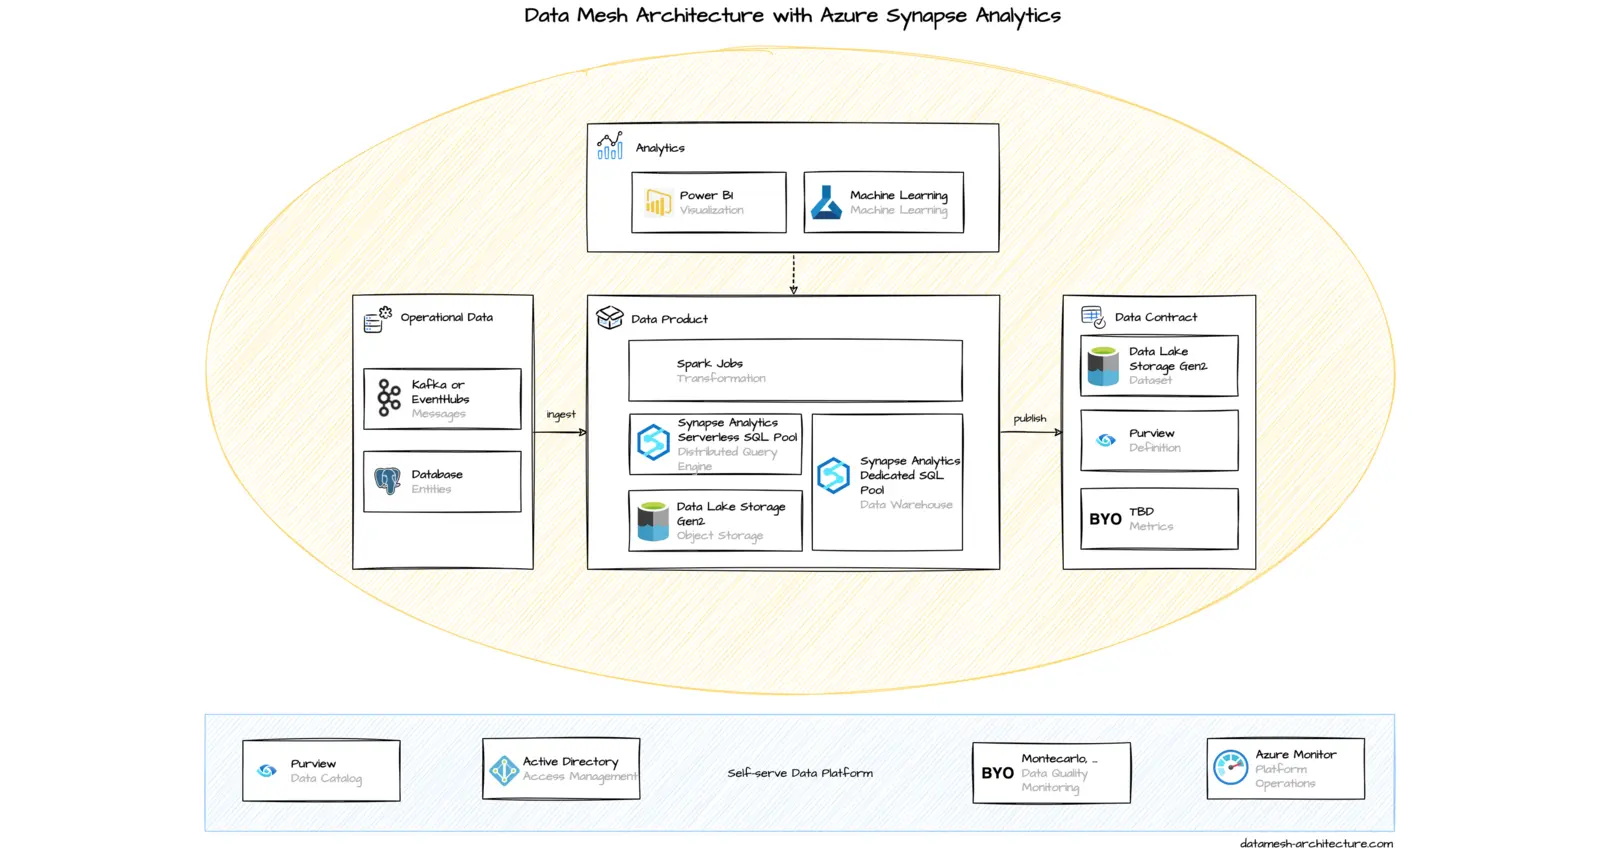 Data Mesh Architecture with Azure Synapse Analytics
Analytics
Power BI
Visualization
Machine Learning
Machine Learning
Operational Data
Kafka or
EventHubs
Messages
Database
Entities
ingest
Data Product
Spark Jobs
Transformation
Synapse Analytics
Serverless SQL Pool
Distributed Query
Engine
Data Lake Storage
Gen2
Object Storage
Synapse Analytics
Dedicated SQL
Pool
Data Warehouse
publish
Data Contract
Data Lake
Storage Gen2
Dataset
Purview
Definition
BYO
TBD
Metrics
Purview
Data Catalog
Active Directory
Access Management
Self-serve Data Platform
BYO
Montecarlo, ...
Data Quality
Monitoring
Azure Monitor
Platform
Operations
datamesh-architecture.com